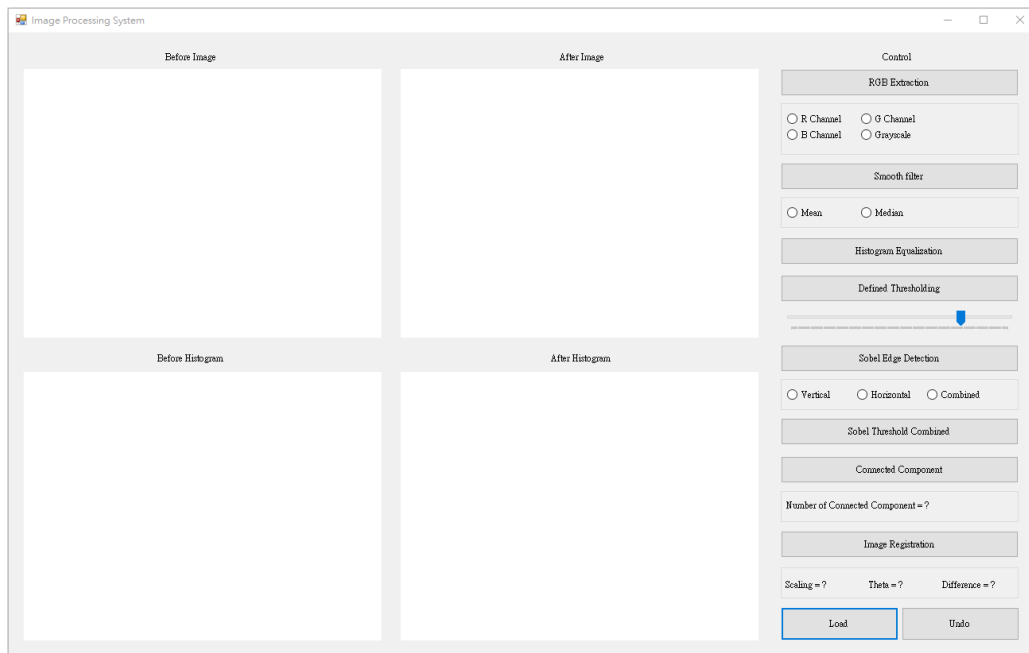 Image Processing System
Before Image
After Image
Control
RGB Extraction
R Channel
G Channel
B Channel
Grayscale
Smooth filter
Mean
Median
Histogram Equalization
Defined Thresholding
Before Histogram
After Histogram
Sobel Edge Detection
Vertical
Horizontal
Combined
Sobel Threshold Combined
Connected Component
Number of Connected Component = ?
Image Registration
Scaling = ?
Theta = ?
Difference = ?
Load
Undo